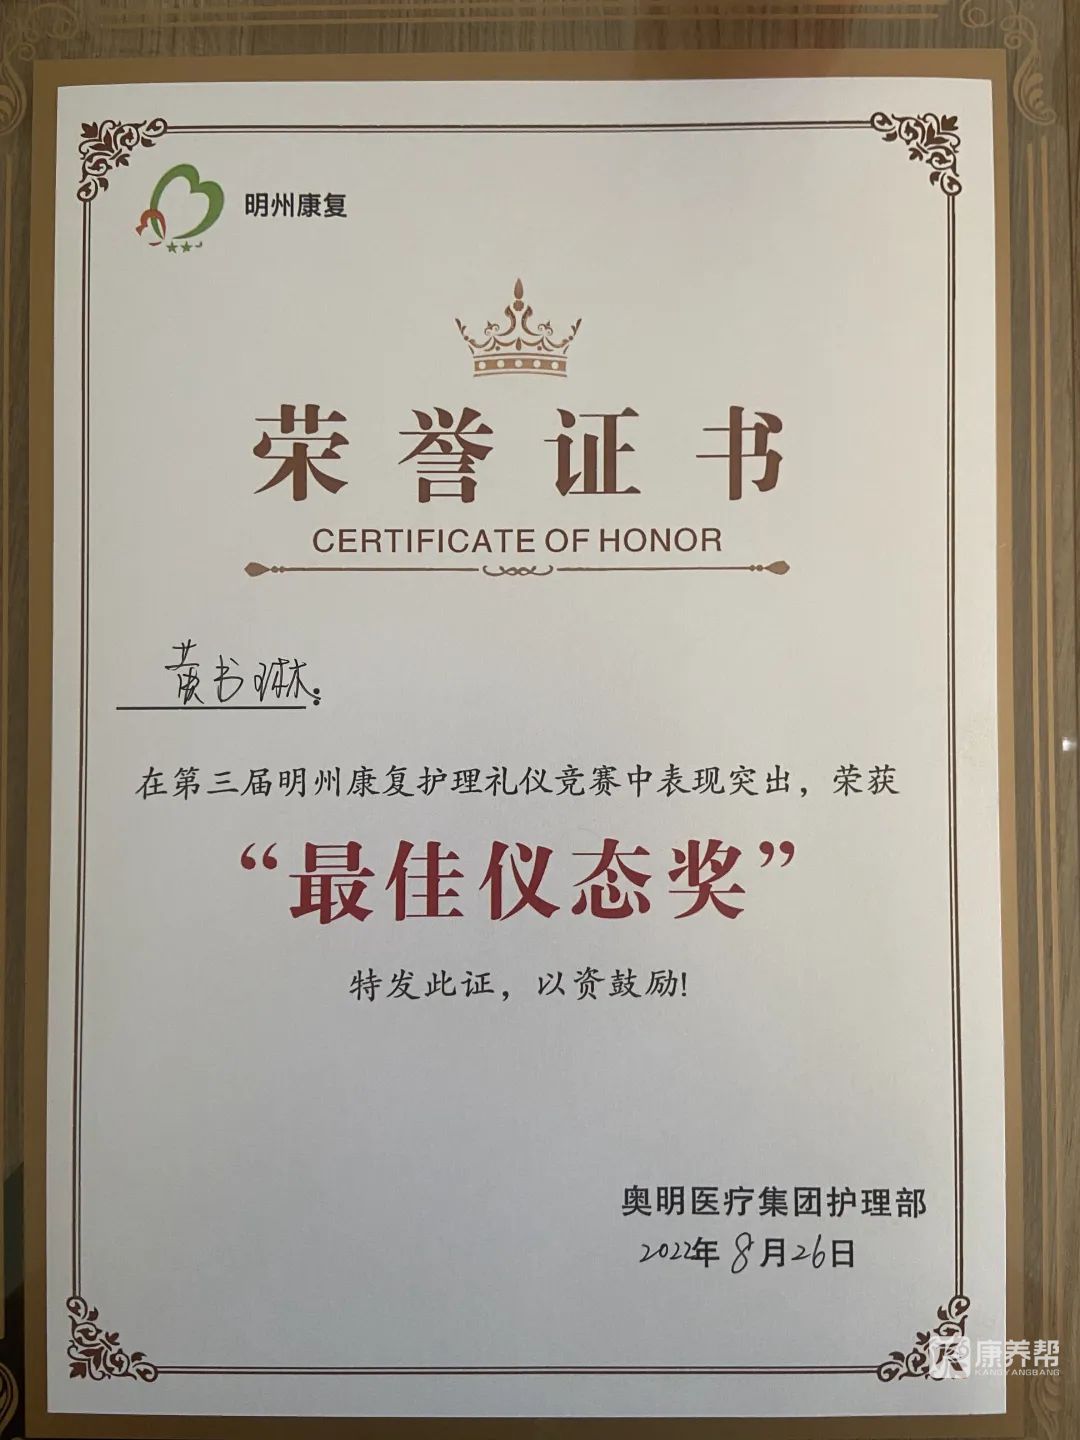 明州康复
荣誉证书
CERTIFICATE OF HONOR
黄书琳：
在第三届明州康复护理礼仪竞赛中表现突出，荣获
“最佳仪态奖”
特发此证，以资鼓励!
奥明医疗集团护理部
2022年8月26日
康养帮
KANGYANGBANG